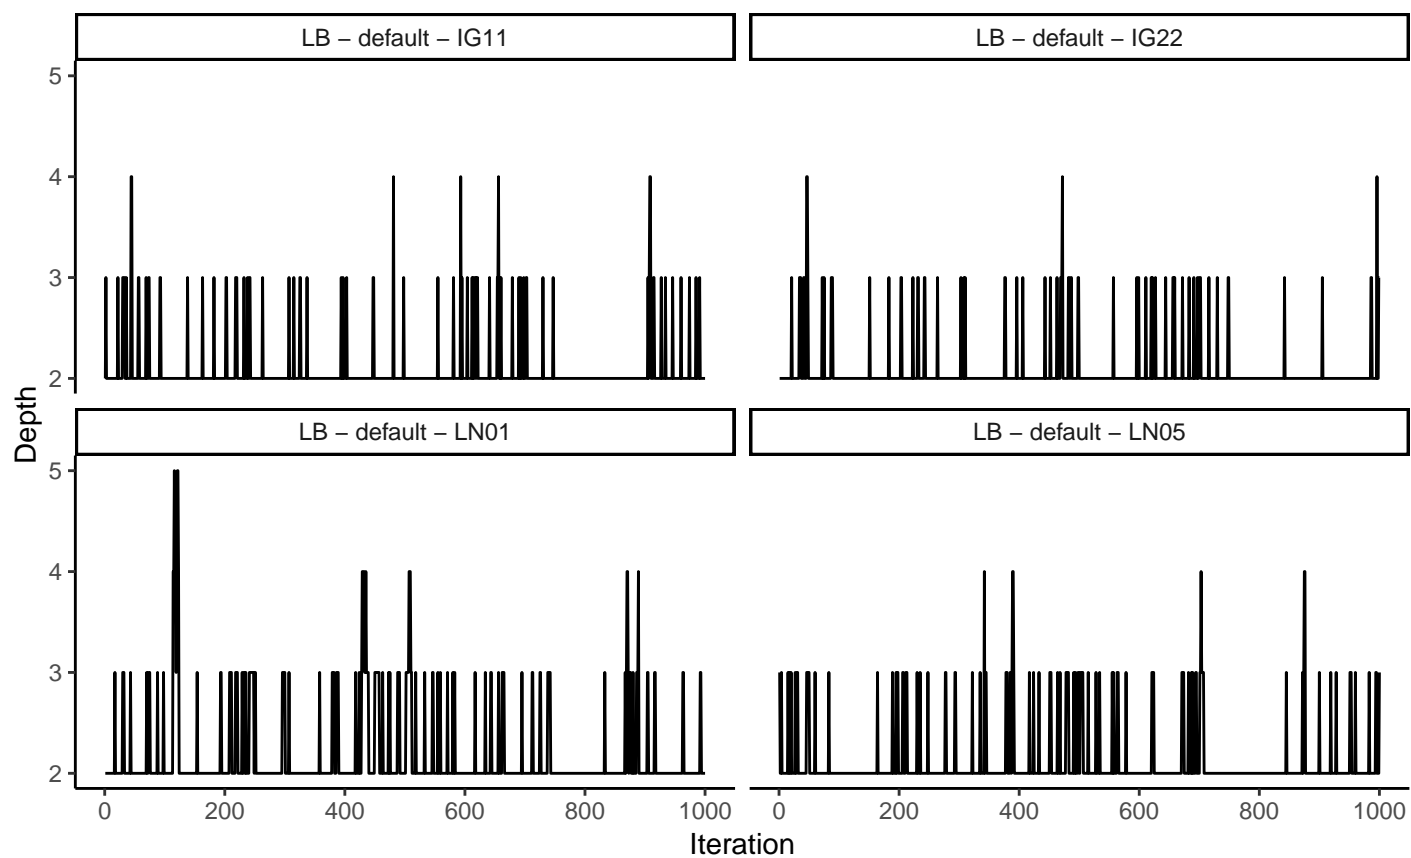 LB − default − IG11
LB − default − IG22
5
4
3
2
Depth
LB − default − LN01
LB − default − LN05
5
4
3
2
0 200 400 600 800 1000
0 200 400 600 800 1000
Iteration